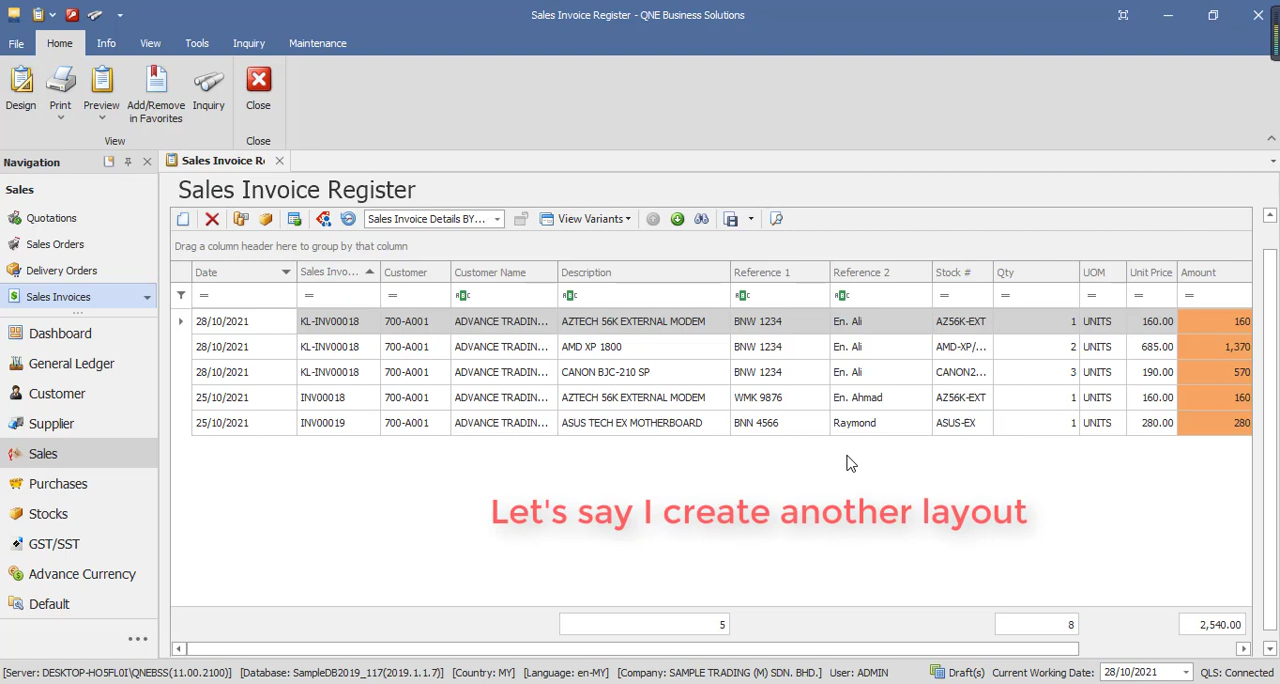 Sales Invoice Register - QNE Business Solutions
File Home Info View Tools Inquiry Maintenance
Design Print Preview Add/Remove in Favorites Inquiry Close
View Close
Navigation
Sales Invoice Re
Sales
Sales Invoice Register
Quotations
Sales Invoice Details BY... View Variants
Sales Orders
Drag a column header here to group by that column
Delivery Orders
Date Sales Invo... Customer Customer Name Description Reference 1 Reference 2 Stock # Qty UOM Unit Price Amount
Sales Invoices
= = = ABC ABC ABC ABC = = = = =
28/10/2021 KL-INV00018 700-A001 ADVANCE TRADIN... AZTECH 56K EXTERNAL MODEM BNW 1234 En. Ali AZ56K-EXT 1 UNITS 160.00 160
28/10/2021 KL-INV00018 700-A001 ADVANCE TRADIN... AMD XP 1800 BNW 1234 En. Ali AMD-XP/... 2 UNITS 685.00 1,370
28/10/2021 KL-INV00018 700-A001 ADVANCE TRADIN... CANON BJC-210 SP BNW 1234 En. Ali CANON2... 3 UNITS 190.00 570
25/10/2021 INV00018 700-A001 ADVANCE TRADIN... AZTECH 56K EXTERNAL MODEM WMK 9876 En. Ahmad AZ56K-EXT 1 UNITS 160.00 160
25/10/2021 INV00019 700-A001 ADVANCE TRADIN... ASUS TECH EX MOTHERBOARD BNN 4566 Raymond ASUS-EX 1 UNITS 280.00 280
Dashboard
General Ledger
Customer
Supplier
Sales
Purchases
Stocks
GST/SST
Advance Currency
Default
Let's say I create another layout
5 8 2,540.00
[Server: DESKTOP-HO5FL0I\QNEBSS(11.00.2100)] [Database: SampleDB2019_117(2019.1.1.7)] [Country: MY] [Language: en-MY] [Company: SAMPLE TRADING (M) SDN. BHD.] User: ADMIN Draft(s) Current Working Date: 28/10/2021 QLS: Connected